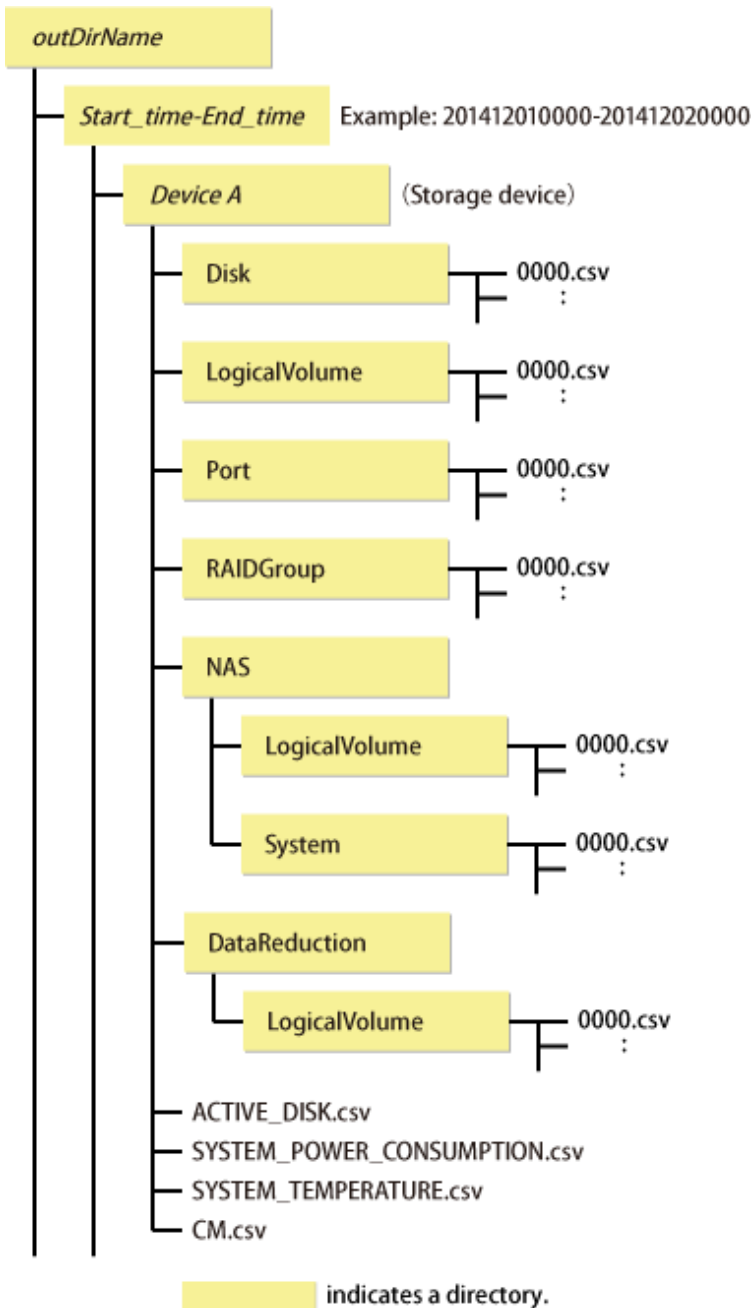 outDirName
Start_time-End_time Example: 201412010000-201412020000
Device A (Storage device)
Disk 0000.csv
:
LogicalVolume 0000.csv
:
Port 0000.csv
:
RAIDGroup 0000.csv
:
NAS
LogicalVolume 0000.csv
:
System 0000.csv
:
DataReduction
LogicalVolume 0000.csv
:
ACTIVE_DISK.csv
SYSTEM_POWER_CONSUMPTION.csv
SYSTEM_TEMPERATURE.csv
CM.csv
indicates a directory.